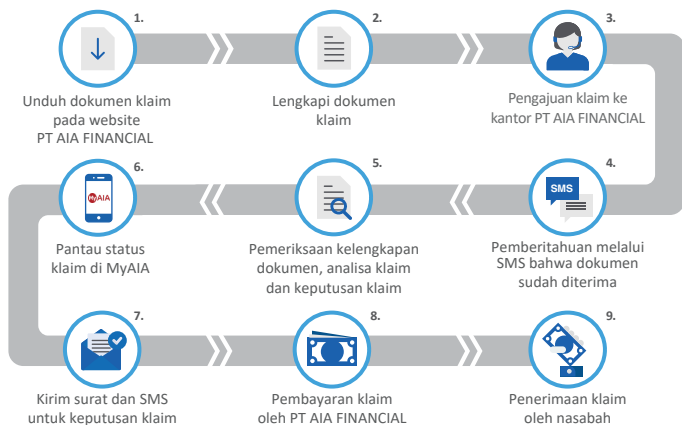 1.
Unduh dokumen klaim
pada website
PT AIA FINANCIAL
2.
Lengkapi dokumen
klaim
3.
Pengajuan klaim ke
kantor PT AIA FINANCIAL
4.
SMS
Pemberitahuan melalui
SMS bahwa dokumen
sudah diterima
5.
Pemeriksaan kelengkapan
dokumen, analisa klaim
dan keputusan klaim
6.
MyAIA
Pantau status
klaim di MyAIA
7.
Kirim surat dan SMS
untuk keputusan klaim
8.
Pembayaran klaim
oleh PT AIA FINANCIAL
9.
Penerimaan klaim
oleh nasabah